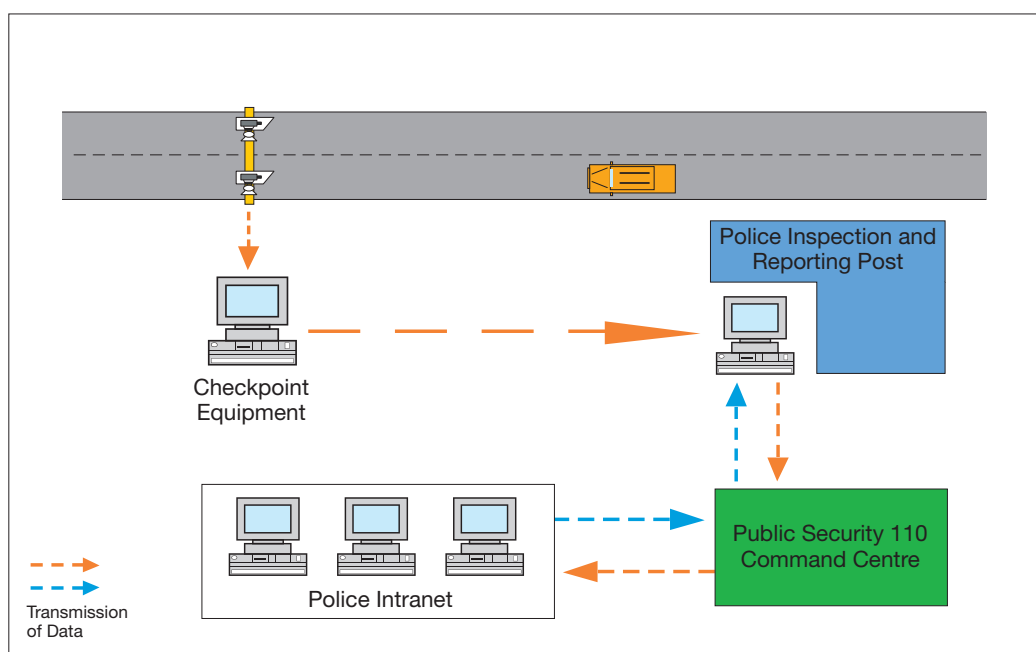 Police Inspection and
Reporting Post
Checkpoint
Equipment
Public Security 110
Command Centre
Police Intranet
Transmission
of Data